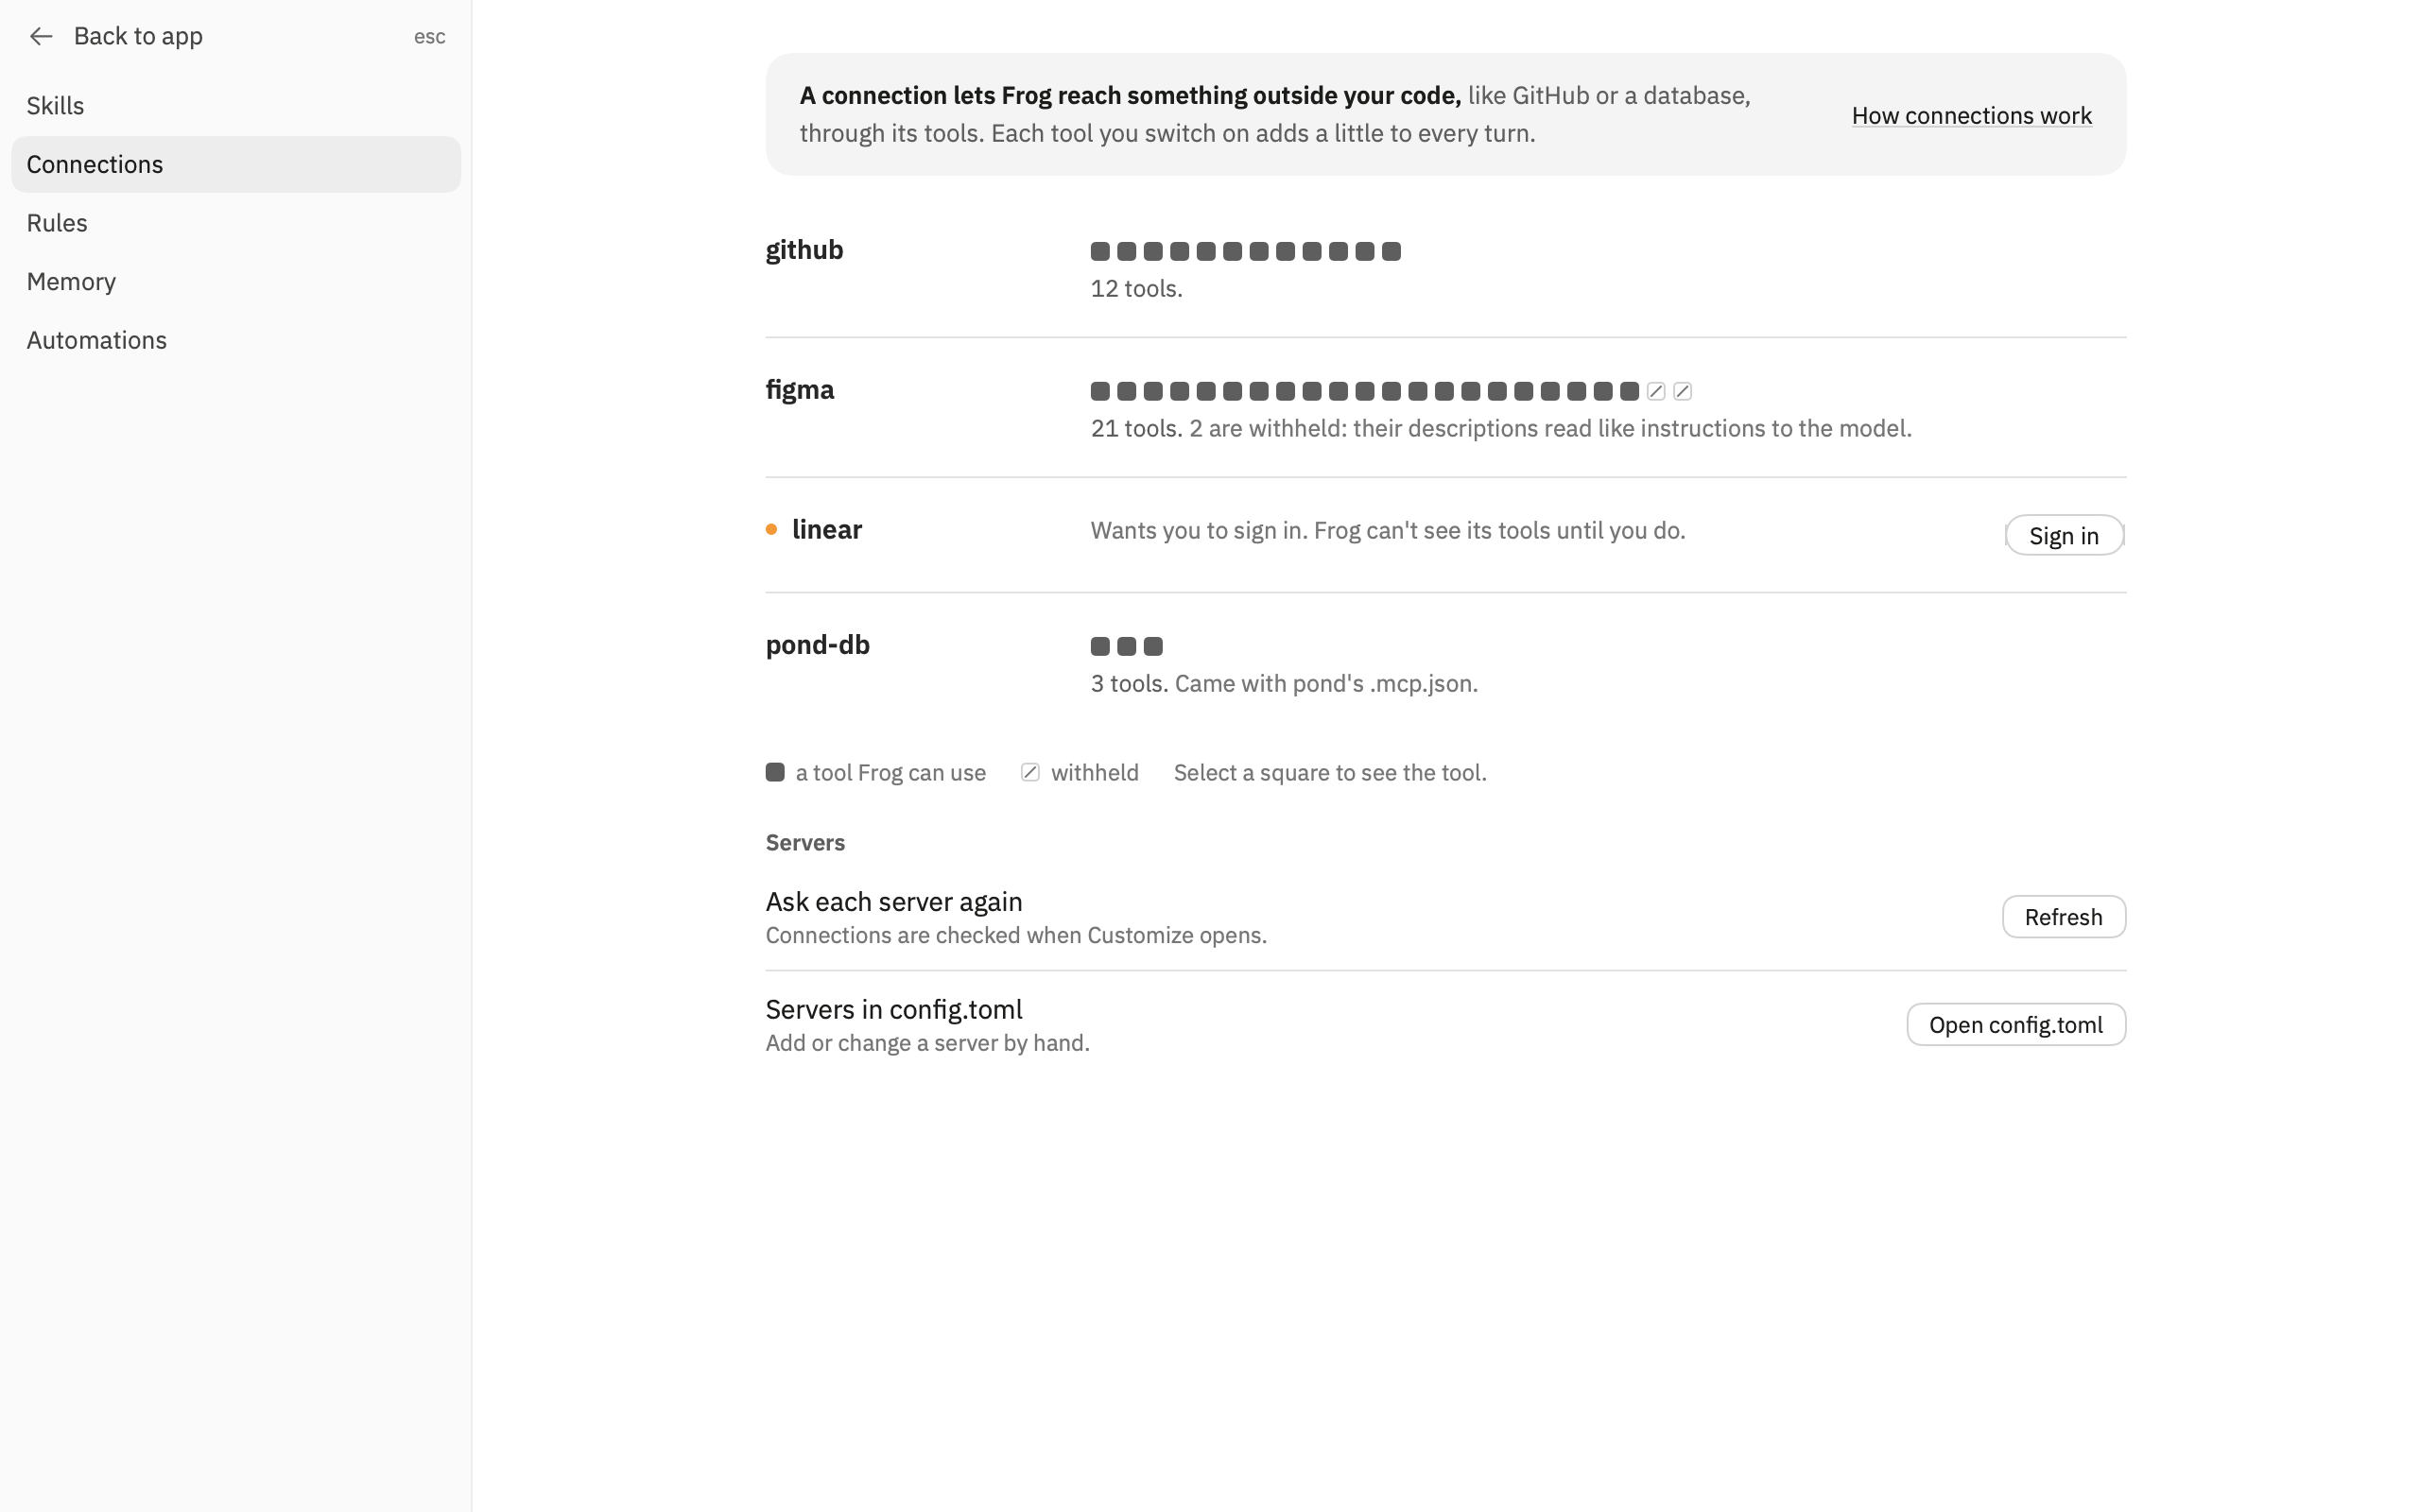 Back to app esc
Skills
Connections
Rules
Memory
Automations
A connection lets Frog reach something outside your code, like GitHub or a database,
through its tools. Each tool you switch on adds a little to every turn.
How connections work
github
12 tools.
figma
21 tools. 2 are withheld: their descriptions read like instructions to the model.
linear
Wants you to sign in. Frog can't see its tools until you do.
Sign in
pond-db
3 tools. Came with pond's .mcp.json.
a tool Frog can use withheld Select a square to see the tool.
Servers
Ask each server again
Connections are checked when Customize opens.
Refresh
Servers in config.toml
Add or change a server by hand.
Open config.toml